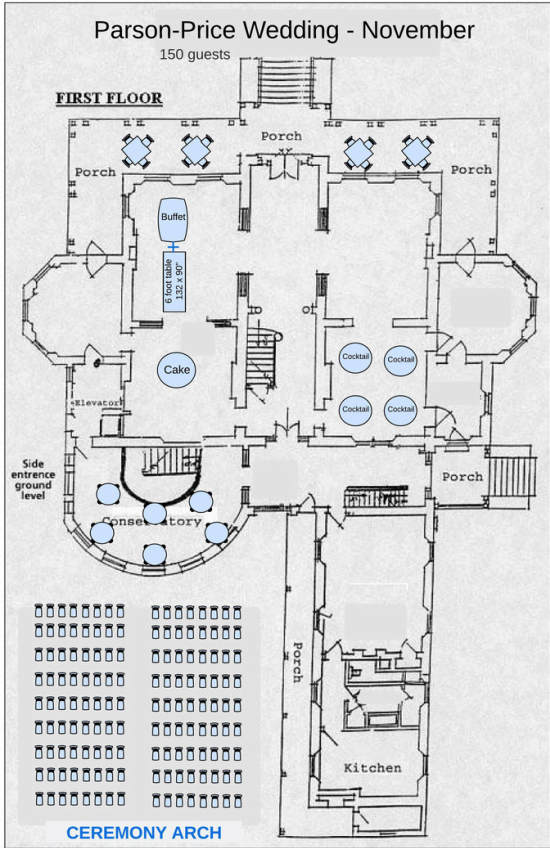 Parson-Price Wedding - November
150 guests
FIRST FLOOR
Porch
Porch
Porch
Buffet
6 foot table
132 x 90"
Cake
Cocktail
Cocktail
Cocktail
Cocktail
Elevator
Side
entrance
ground
level
Porch
Conservatory
Porch
Kitchen
CEREMONY ARCH